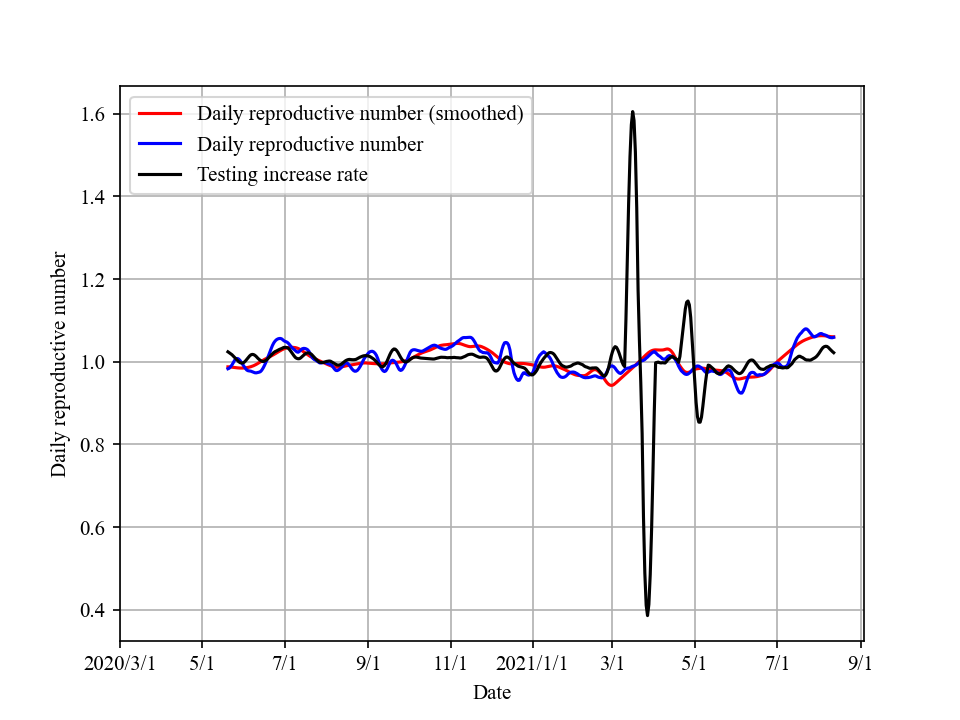 Daily reproductive number (smoothed)
Daily reproductive number
Testing increase rate
1.6
1.4
1.2
1.0
0.8
0.6
0.4
Daily reproductive number
2020/3/1 5/1 7/1 9/1 11/1 2021/1/1 3/1 5/1 7/1 9/1
Date